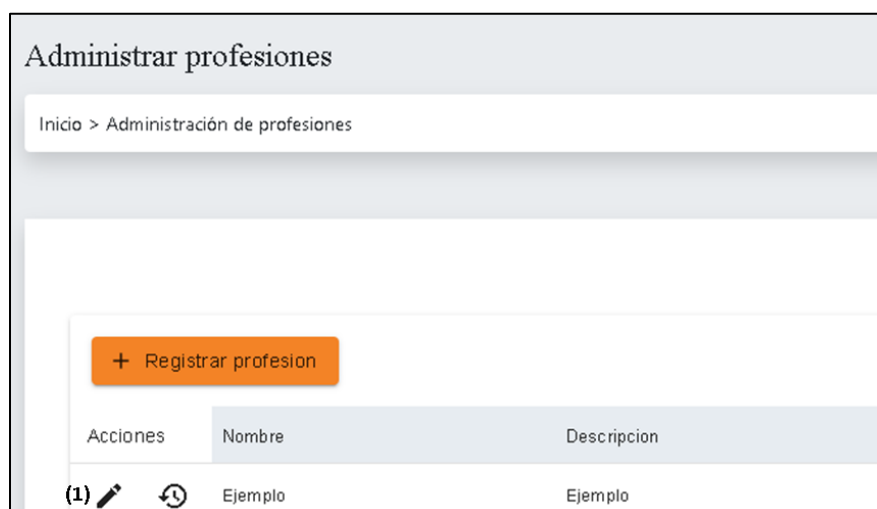 Administrar profesiones
Inicio > Administración de profesiones
+ Registrar profesion
Acciones Nombre Descripcion
(1) Ejemplo Ejemplo